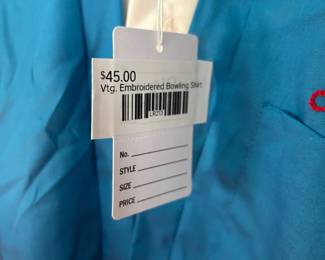 $45.00
Vtg. Embroidered Bowling Shirt
No.
STYLE
SIZE
PRICE